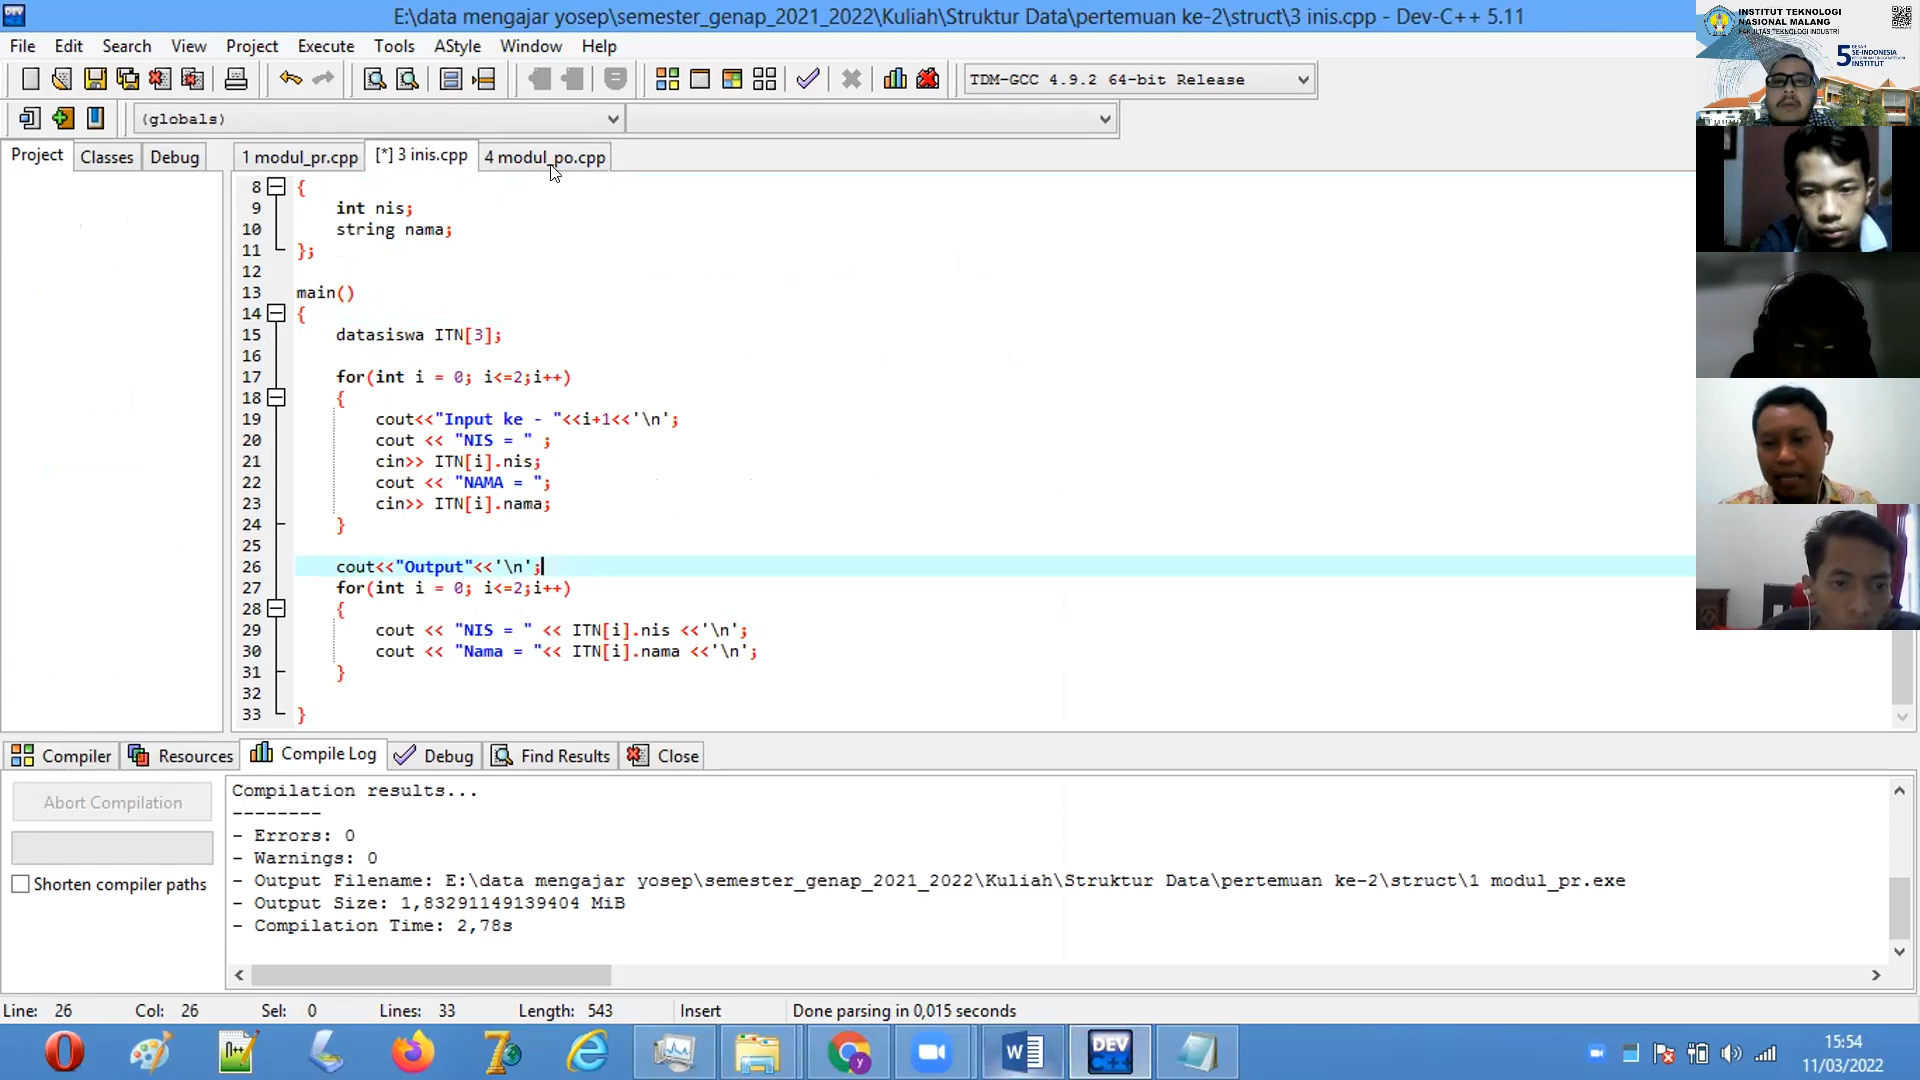 E:\data mengajar yosep\semester_genap_2021_2022\Kuliah\Struktur Data\pertemuan ke-2\struct\3 inis.cpp - Dev-C++ 5.11
File Edit Search View Project Execute Tools AStyle Window Help
TDM-GCC 4.9.2 64-bit Release
(globals)
Project Classes Debug
1 modul_pr.cpp [*] 3 inis.cpp 4 modul_po.cpp
8 {
9 int nis;
10 string nama;
11 };
12
13 main()
14 {
15 datasiswa ITN[3];
16
17 for(int i = 0; i<=2;i++)
18 {
19 cout<<"Input ke - "<<i+1<<'\n';
20 cout << "NIS = " ;
21 cin>> ITN[i].nis;
22 cout << "NAMA = ";
23 cin>> ITN[i].nama;
24 }
25
26 cout<<"Output"<<'\n';
27 for(int i = 0; i<=2;i++)
28 {
29 cout << "NIS = " << ITN[i].nis <<'\n';
30 cout << "Nama = "<< ITN[i].nama <<'\n';
31 }
32
33 }
Compiler Resources Compile Log Debug Find Results Close
Abort Compilation
Shorten compiler paths
Compilation results...
--------
- Errors: 0
- Warnings: 0
- Output Filename: E:\data mengajar yosep\semester_genap_2021_2022\Kuliah\Struktur Data\pertemuan ke-2\struct\1 modul_pr.exe
- Output Size: 1,83291149139404 MiB
- Compilation Time: 2,78s
Line: 26 Col: 26 Sel: 0 Lines: 33 Length: 543 Insert Done parsing in 0,015 seconds
DEV C++
15:54
11/03/2022
INSTITUT TEKNOLOGI
NASIONAL MALANG
FAKULTAS TEKNOLOGI INDUSTRI
5 BESAR
SE-INDONESIA
INSTITUT